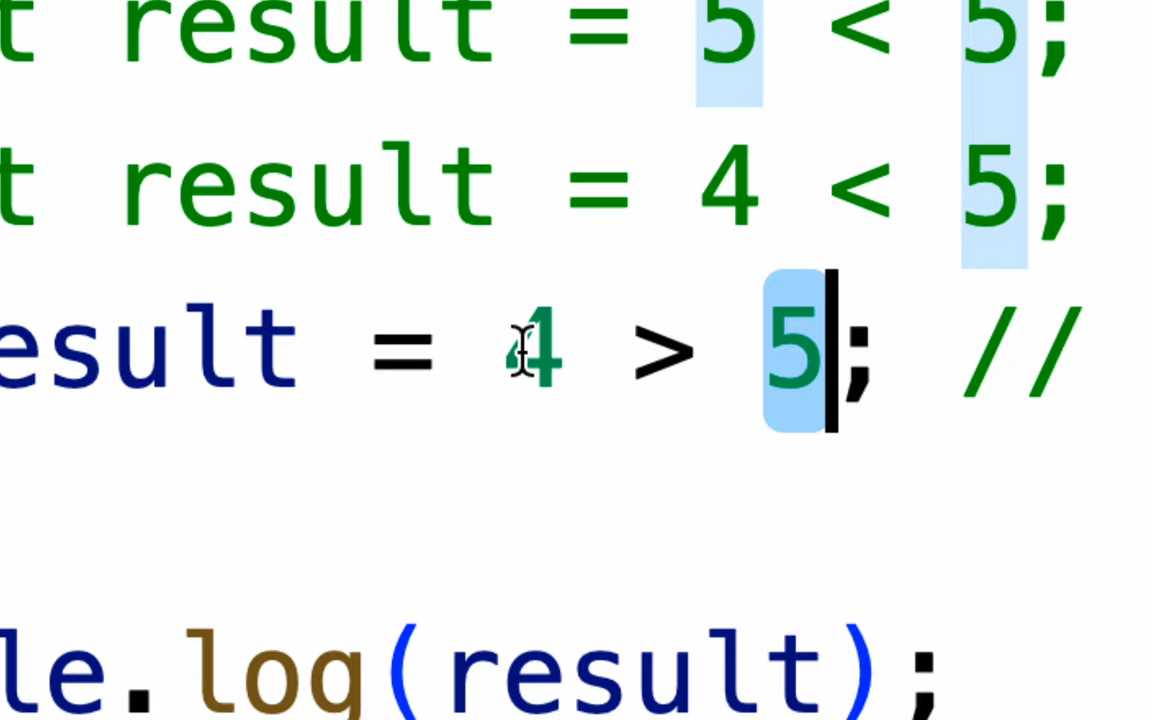 t result = 5 < 5;
t result = 4 < 5;
esult = 4 > 5; //
le.log(result);